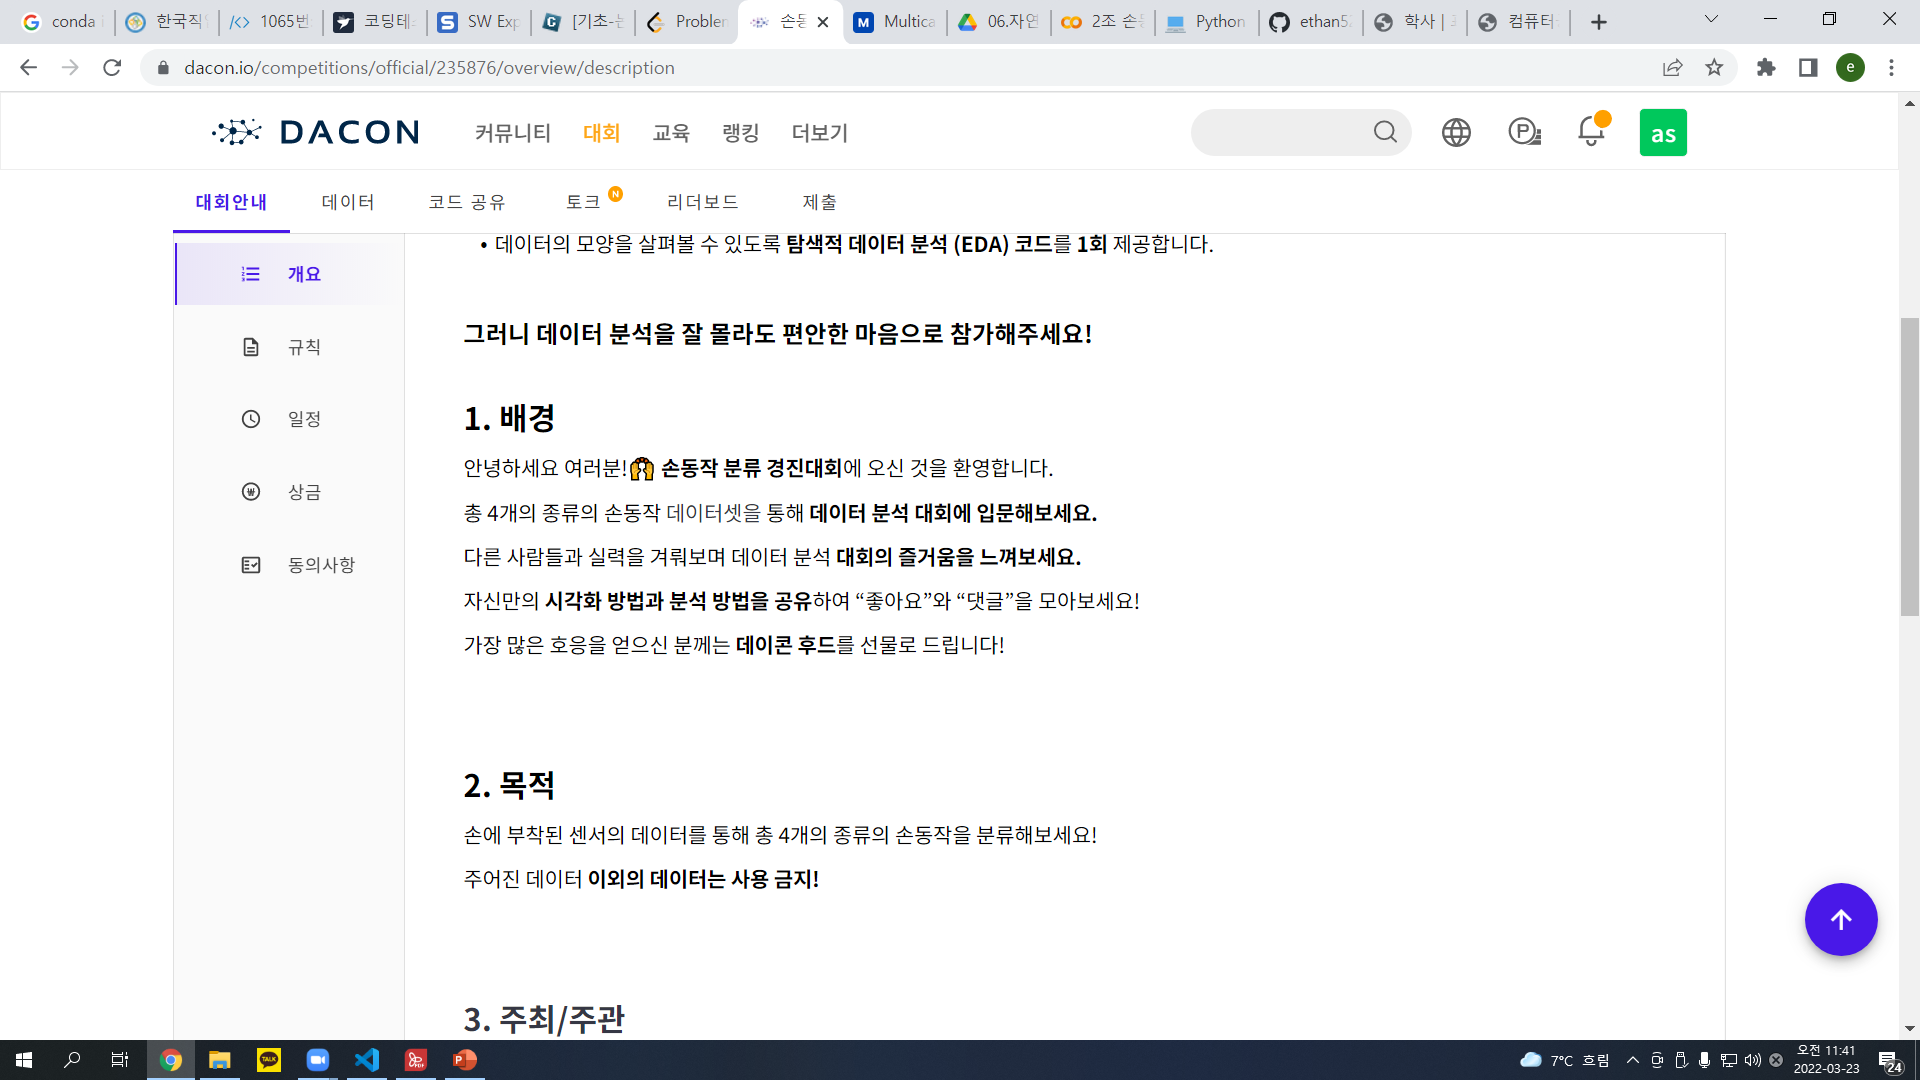 conda i
한국직업
1065번
코딩테스
SW Exp
[기초-논
Problem
손동
Multica
06.자연
2조 손동
Python
ethan52
학사 |
컴퓨터
dacon.io/competitions/official/235876/overview/description
e
DACON
커뮤니티
대회
교육
랭킹
더보기
as
대회안내
데이터
코드 공유
토크
N
리더보드
제출
개요
규칙
일정
상금
동의사항
• 데이터의 모양을 살펴볼 수 있도록 탐색적 데이터 분석 (EDA) 코드를 1회 제공합니다.
그러니 데이터 분석을 잘 몰라도 편안한 마음으로 참가해주세요!
1. 배경
안녕하세요 여러분!🙌 손동작 분류 경진대회에 오신 것을 환영합니다.
총 4개의 종류의 손동작 데이터셋을 통해 데이터 분석 대회에 입문해보세요.
다른 사람들과 실력을 겨뤄보며 데이터 분석 대회의 즐거움을 느껴보세요.
자신만의 시각화 방법과 분석 방법을 공유하여 “좋아요”와 “댓글”을 모아보세요!
가장 많은 호응을 얻으신 분께는 데이콘 후드를 선물로 드립니다!
2. 목적
손에 부착된 센서의 데이터를 통해 총 4개의 종류의 손동작을 분류해보세요!
주어진 데이터 이외의 데이터는 사용 금지!
3. 주최/주관
7°C 흐림
오전 11:41
2022-03-23
24